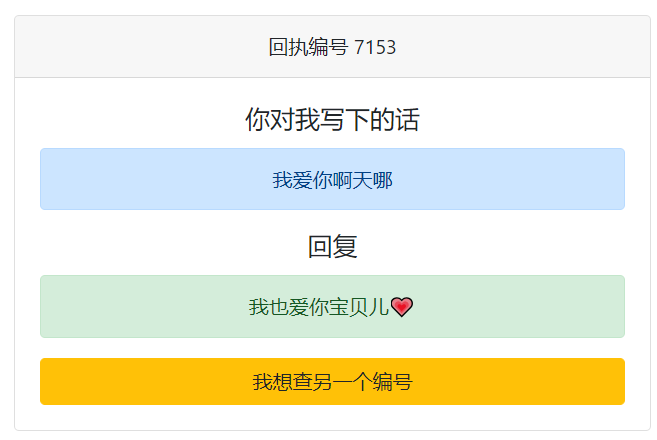 回执编号 7153
你对我写下的话
我爱你啊天哪
回复
我也爱你宝贝儿💗
我想查另一个编号